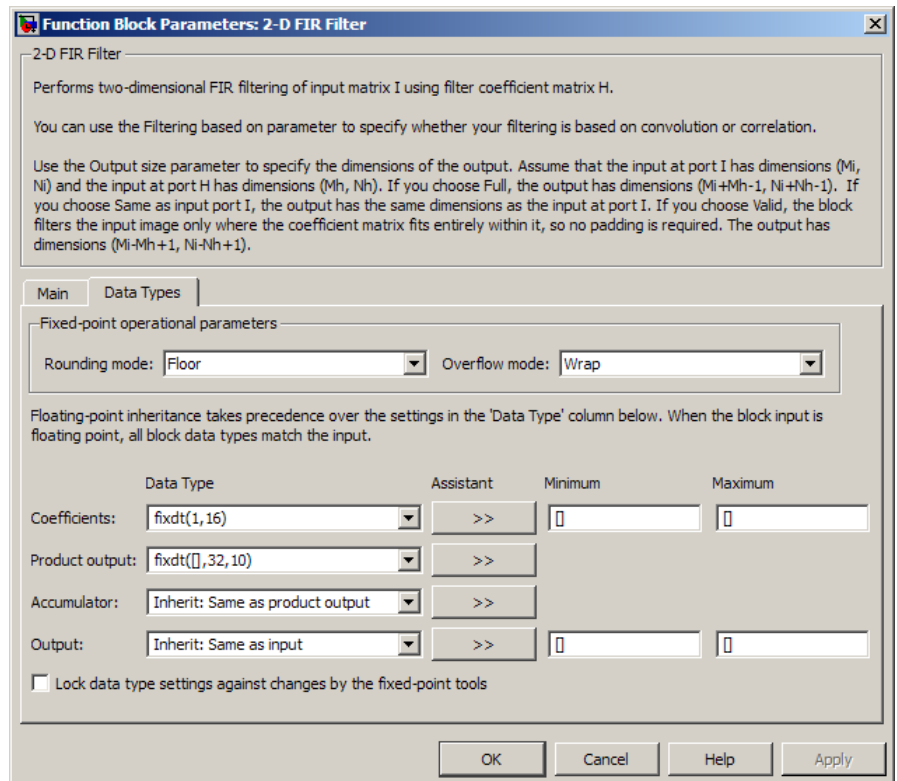 Function Block Parameters: 2-D FIR Filter
2-D FIR Filter
Performs two-dimensional FIR filtering of input matrix I using filter coefficient matrix H.
You can use the Filtering based on parameter to specify whether your filtering is based on convolution or correlation.
Use the Output size parameter to specify the dimensions of the output. Assume that the input at port I has dimensions (Mi,
Ni) and the input at port H has dimensions (Mh, Nh). If you choose Full, the output has dimensions (Mi+Mh-1, Ni+Nh-1). If
you choose Same as input port I, the output has the same dimensions as the input at port I. If you choose Valid, the block
filters the input image only where the coefficient matrix fits entirely within it, so no padding is required. The output has
dimensions (Mi-Mh+1, Ni-Nh+1).
Main Data Types
Fixed-point operational parameters
Rounding mode: Floor Overflow mode: Wrap
Floating-point inheritance takes precedence over the settings in the 'Data Type' column below. When the block input is
floating point, all block data types match the input.
Data Type Assistant Minimum Maximum
Coefficients: fixdt(1,16) >> [] []
Product output: fixdt([],32,10) >>
Accumulator: Inherit: Same as product output >>
Output: Inherit: Same as input >> [] []
Lock data type settings against changes by the fixed-point tools
OK Cancel Help Apply